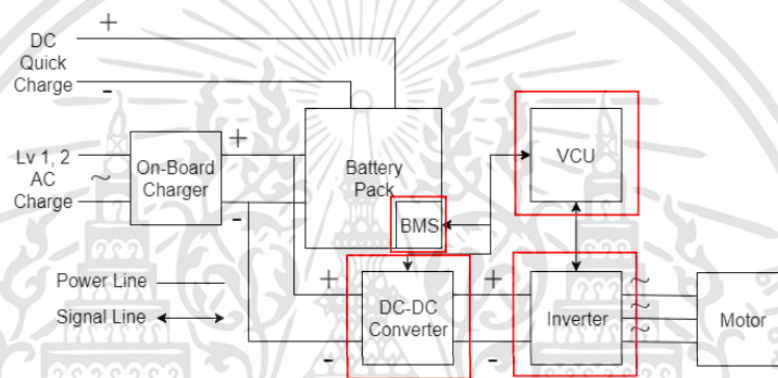 +
DC
Quick
Charge
-
Lv 1, 2
AC
~
Charge
On-Board
Charger
+
-
Battery
Pack
BMS
VCU
Power Line
Signal Line
+
-
DC-DC
Converter
+
-
Inverter
~
~
~
Motor